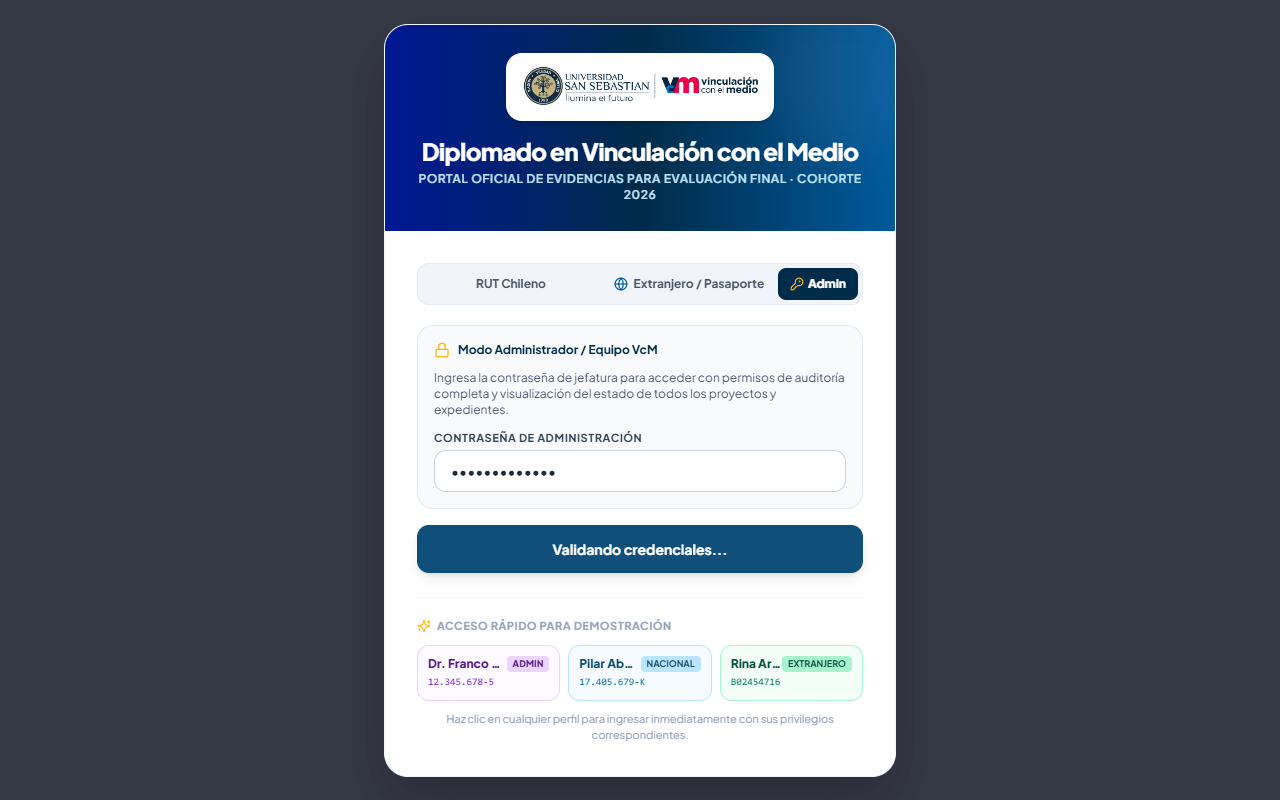 UNIVERSIDAD
SAN SEBASTIAN
Ilumina el futuro
vm vinculación
con el medio
Diplomado en Vinculación con el Medio
PORTAL OFICIAL DE EVIDENCIAS PARA EVALUACIÓN FINAL · COHORTE
2026
RUT Chileno
Extranjero / Pasaporte
Admin
Modo Administrador / Equipo VcM
Ingresa la contraseña de jefatura para acceder con permisos de auditoría
completa y visualización del estado de todos los proyectos y
expedientes.
CONTRASEÑA DE ADMINISTRACIÓN
•••••••••••••
Validando credenciales...
ACCESO RÁPIDO PARA DEMOSTRACIÓN
Dr. Franco ... ADMIN
12.345.678-5
Pilar Ab... NACIONAL
17.405.679-K
Rina Ar... EXTRANJERO
B02454716
Haz clic en cualquier perfil para ingresar inmediatamente con sus privilegios
correspondientes.